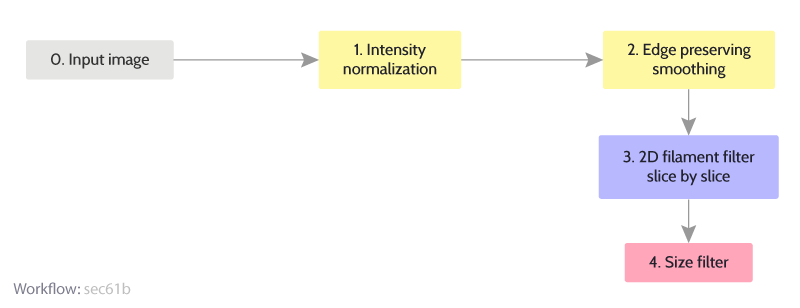 0. Input image
1. Intensity
normalization
2. Edge preserving
smoothing
3. 2D filament filter
slice by slice
4. Size filter
Workflow: sec61b